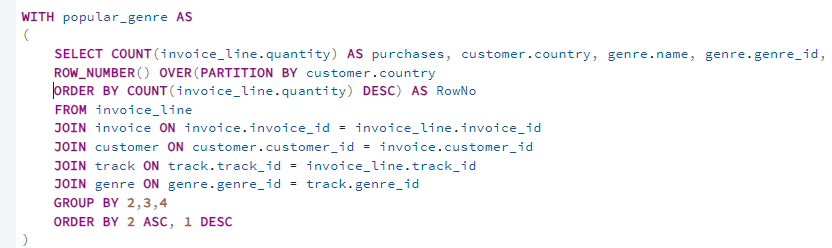 WITH popular_genre AS
(
SELECT COUNT(invoice_line.quantity) AS purchases, customer.country, genre.name, genre.genre_id,
ROW_NUMBER() OVER(PARTITION BY customer.country
ORDER BY COUNT(invoice_line.quantity) DESC) AS RowNo
FROM invoice_line
JOIN invoice ON invoice.invoice_id = invoice_line.invoice_id
JOIN customer ON customer.customer_id = invoice.customer_id
JOIN track ON track.track_id = invoice_line.track_id
JOIN genre ON genre.genre_id = track.genre_id
GROUP BY 2,3,4
ORDER BY 2 ASC, 1 DESC
)